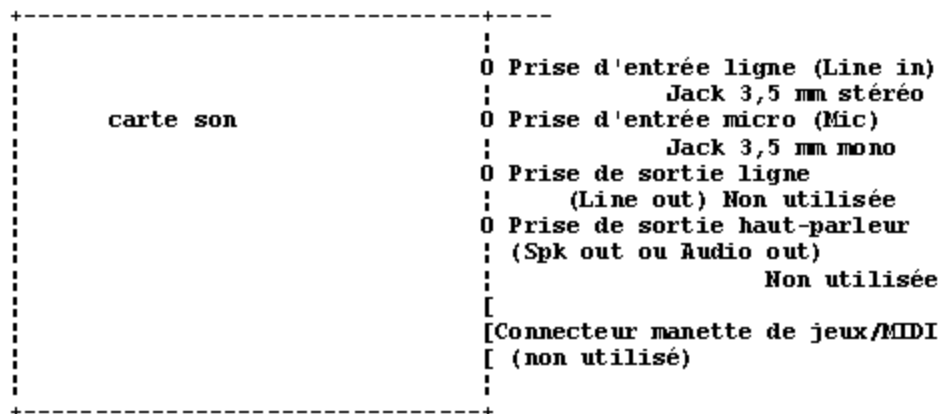 O Prise d'entrée ligne (Line in)
Jack 3,5 mm stéréo
carte son O Prise d'entrée micro (Mic)
Jack 3,5 mm mono
O Prise de sortie ligne
(Line out) Non utilisée
O Prise de sortie haut-parleur
(Spk out ou Audio out)
Non utilisée
[
[Connecteur manette de jeux/MIDI
[ (non utilisé)